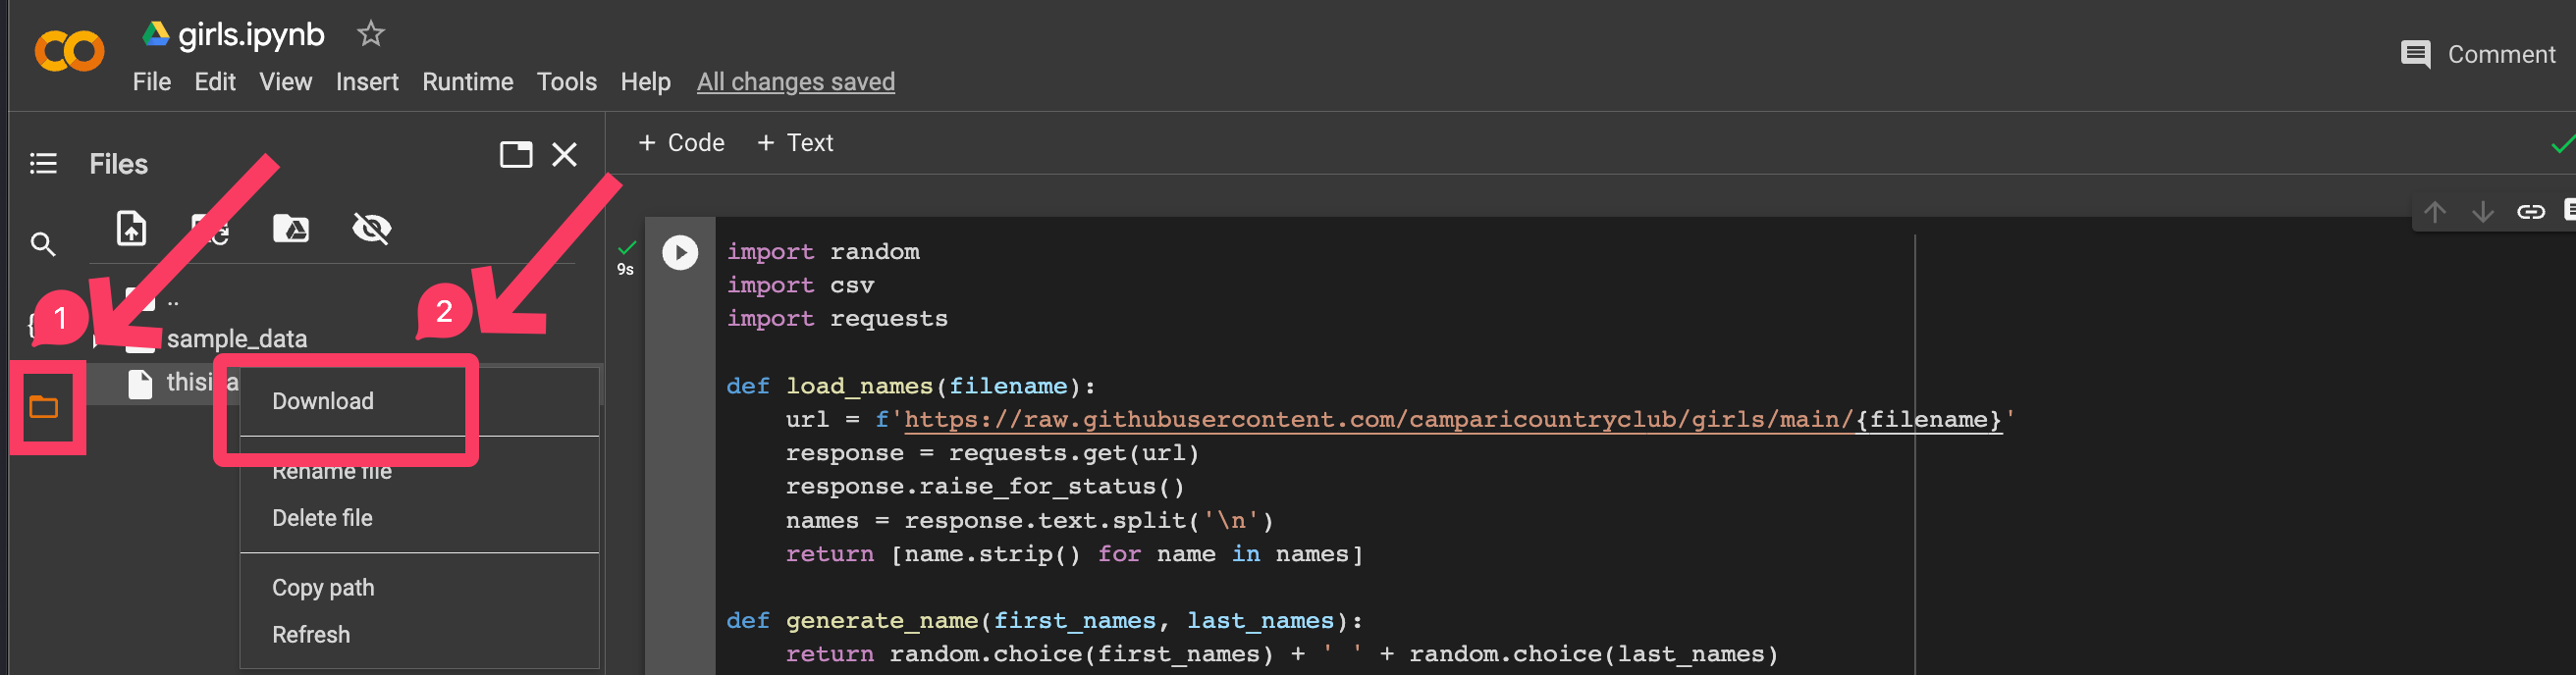 girls.ipynb
File Edit View Insert Runtime Tools Help All changes saved
Comment
Files
+ Code + Text
..
1
2
sample_data
Download
Rename file
Delete file
Copy path
Refresh
9s
import random
import csv
import requests
def load_names(filename):
url = f'https://raw.githubusercontent.com/camparicountryclub/girls/main/{filename}'
response = requests.get(url)
response.raise_for_status()
names = response.text.split('\n')
return [name.strip() for name in names]
def generate_name(first_names, last_names):
return random.choice(first_names) + ' ' + random.choice(last_names)